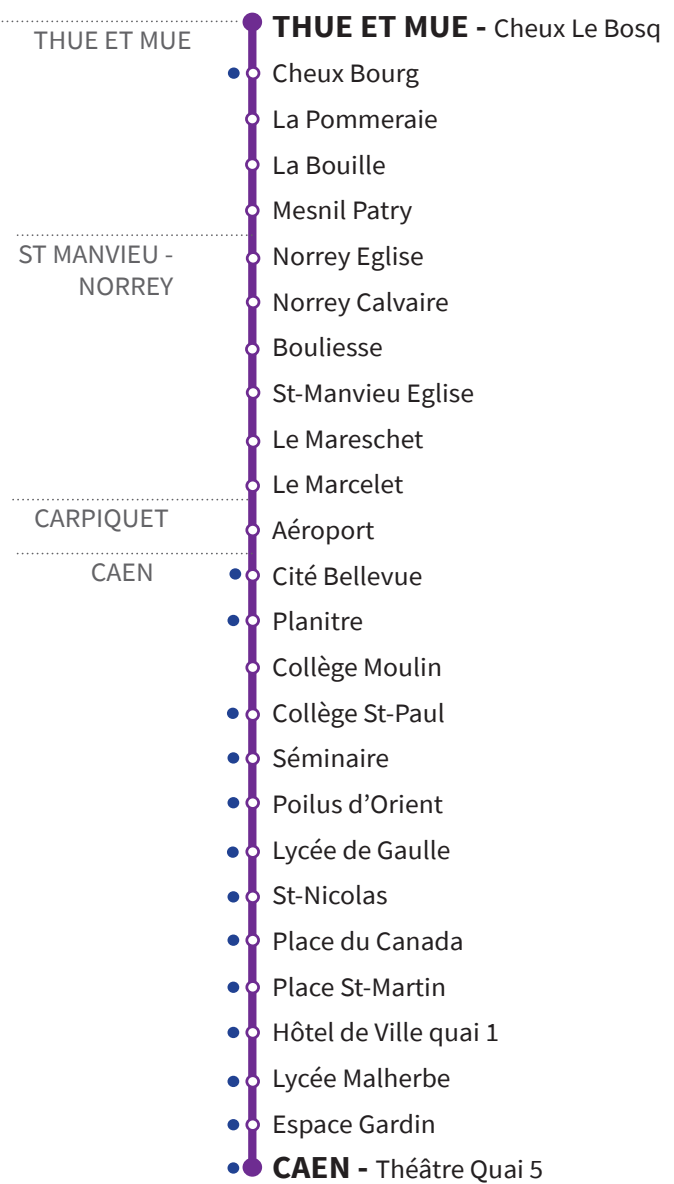 THUE ET MUE - Cheux Le Bosq
THUE ET MUE
Cheux Bourg
La Pommeraie
La Bouille
Mesnil Patry
ST MANVIEU -
NORREY
Norrey Eglise
Norrey Calvaire
Bouliesse
St-Manvieu Eglise
Le Mareschet
Le Marcelet
CARPIQUET
Aéroport
CAEN
Cité Bellevue
Planitre
Collège Moulin
Collège St-Paul
Séminaire
Poilus d’Orient
Lycée de Gaulle
St-Nicolas
Place du Canada
Place St-Martin
Hôtel de Ville quai 1
Lycée Malherbe
Espace Gardin
CAEN - Théâtre Quai 5